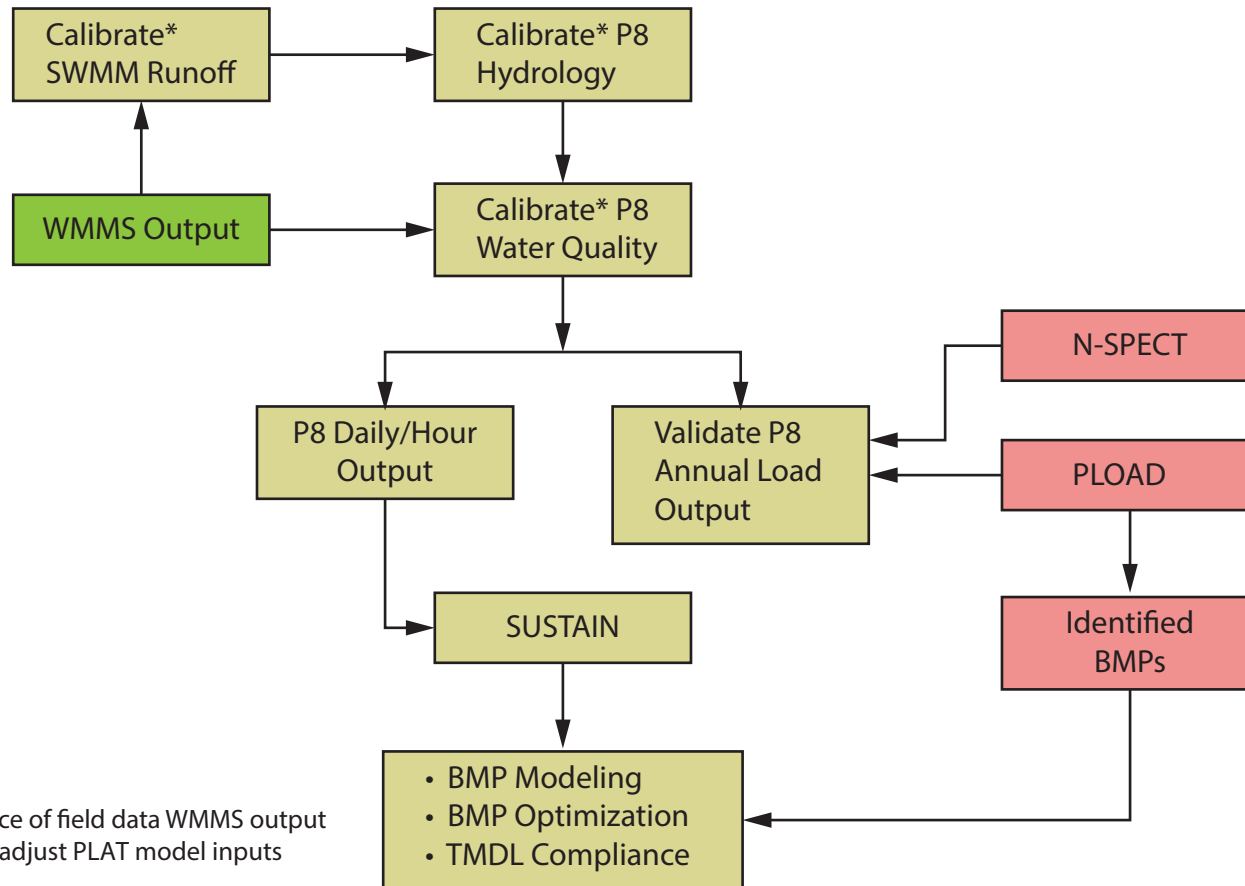 Calibrate*
SWMM Runoff
Calibrate* P8
Hydrology
WMMS Output
Calibrate* P8
Water Quality
N-SPECT
P8 Daily/Hour
Output
Validate P8
Annual Load
Output
PLOAD
SUSTAIN
Identified
BMPs
• BMP Modeling
• BMP Optimization
• TMDL Compliance
of field data WMMS output
adjust PLAT model inputs